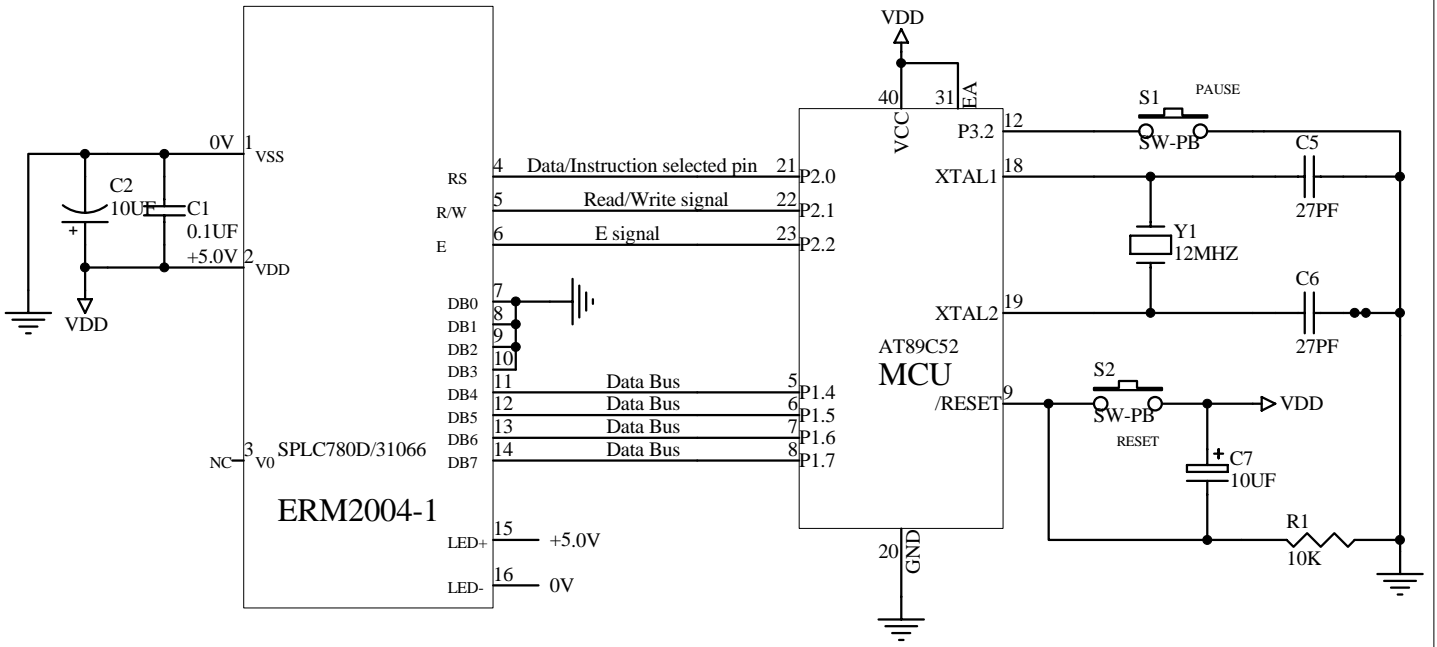 0V
1
VSS
C2
10UF
C1
0.1UF
+
+5.0V
2
VDD
VDD
NC
3
V0
SPLC780D/31066
ERM2004-1
RS
4
Data/Instruction selected pin
21
P2.0
R/W
5
Read/Write signal
22
P2.1
E
6
E signal
23
P2.2
DB0
7
DB1
8
DB2
9
DB3
10
DB4
11
Data Bus
5
P1.4
DB5
12
Data Bus
6
P1.5
DB6
13
Data Bus
7
P1.6
DB7
14
Data Bus
8
P1.7
LED+
15
+5.0V
LED-
16
0V
VDD
40
VCC
31
EA
AT89C52
MCU
20
GND
P3.2
12
S1
PAUSE
SW-PB
XTAL1
18
C5
27PF
Y1
12MHZ
XTAL2
19
C6
27PF
/RESET
9
S2
SW-PB
RESET
VDD
+
C7
10UF
R1
10K